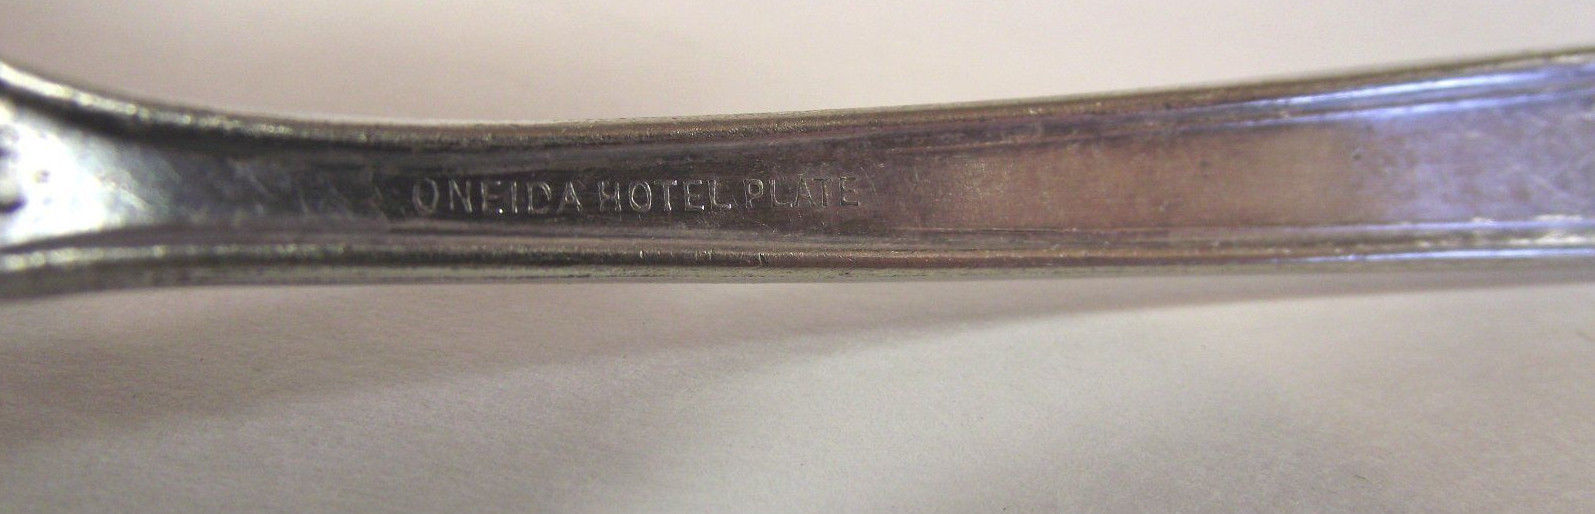 ONEIDA HOTEL PLATE